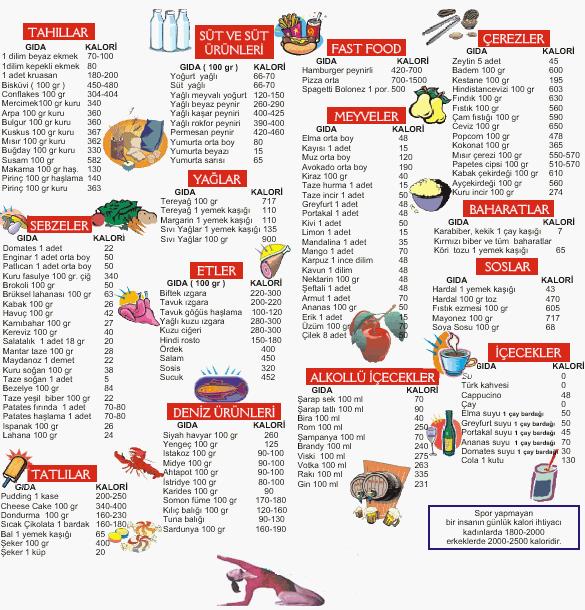 TAHILLAR
GIDA KALORİ
1 dilim beyaz ekmek 70-100
1dilim kepekli ekmek 80
1 adet kruasan 180-200
Bisküvi ( 100 gr ) 450-480
Conflakes 100 gr 304-404
Mercimek100 gr kuru 340
Arpa 100 gr kuru 360
Bulgur 100 gr kuru 360
Kuskus 100 gr kuru 367
Mısır 100 gr kuru 362
Buğday 100 gr kuru 330
Susam 100 gr 582
Makarna 100 gr haş. 130
Pirinç 100 gr haşlama 140
Pirinç 100 gr kuru 363
SEBZELER
GIDA KALORİ
Domates 1 adet 22
Enginar 1 adet orta boy 50
Patlıcan 1 adet orta boy 50
Kuru fasulye 100 gr. çiğ 340
Brokoli 100 gr 50
Brüksel lahanası 100 gr 63
Kabak 100 gr 26
Havuç 100 gr 42
Karnıbahar 100 gr 27
Kereviz 100 gr 40
Salatalık 1 adet 18 gr 20
Mantar taze 100 gr 28
Maydanoz 1 demet 22
Kuru soğan 100 gr 38
Taze soğan 1 adet 5
Bezelye 100 gr 84
Taze yeşil biber 100 gr 22
Patates fırında 1 adet 70-80
Patates haşlama 1 adet 70-80
Ispanak 100 gr 26
Lahana 100 gr 24
TATLILAR
GIDA KALORİ
Pudding 1 kase 200-250
Cheese Cake 100 gr 340-400
Dondurma 100 gr 160-230
Sıcak Çikolata 1 bardak 160-180
Bal 1 yemek kaşığı 65
Şeker 100 gr 400
Şeker 1 küp 20
SÜT VE SÜT
ÜRÜNLERİ
GIDA ( 100 gr ) KALORİ
Yoğurt yağlı 66-70
Süt yağlı 66-70
Yağlı meyvalı yoğurt 120-150
Yağlı beyaz peynir 260-290
Yağlı kaşar peyniri 400-425
Yağlı rokfor peyniri 390-400
Permesan peynir 420-460
Yumurta orta boy 80
Yumurta beyazı 15
Yumurta sarısı 65
YAĞLAR
GIDA KALORİ
Tereyağ 100 gr 717
Tereyağ 1 yemek kaşığı 110
Margarin 1 yemek kaşığı 110
Sıvı Yağlar 1 yemek kaşığı 135
Sıvı Yağlar 100 gr 900
ETLER
GIDA ( 100 gr ) KALORİ
Biftek ızgara 220-300
Tavuk ızgara 200-220
Tavuk göğüs haşlama 100-120
Yağlı kuzu ızgara 280-300
Kuzu ciğeri 280-300
Hindi rosto 150-180
Ördek 400
Salam 450
Sosis 320
Sucuk 452
DENİZ ÜRÜNLERİ
GIDA KALORİ
Siyah havyar 100 gr 260
Yengeç 100 gr 125
Istakoz 100 gr 90-100
Midye 100 gr 90-100
Ahtapot 100 gr 90-100
Istridye 100 gr 80-100
Karides 100 gr 90
Somon füme 100 gr 170-180
Kılıç balığı 100 gr 120-160
Tuna balığı 90-130
Sardunya 100 gr 160-190
FAST FOOD
GIDA KALORİ
Hamburger peynirli 420-700
Pizza orta 700-1500
Spagetti Bolonez 1 por. 500
MEYVELER
GIDA KALORİ
Elma orta boy 48
Kayısı 1 adet 15
Muz orta boy 120
Avokado orta boy 190
Kiraz 100 gr 40
Taze hurma 1 adet 15
Taze incir 1 adet 50
Greyfurt 1 adet 48
Portakal 1 adet 48
Kivi 1 adet 50
Limon 1 adet 15
Mandalina 1 adet 35
Mango 1 adet 70
Karpuz 1 ince dilim 48
Kavun 1 dilim 48
Nektarin 100 gr 48
Şeftali 1 adet 48
Armut 1 adet 70
Ananas 100 gr 50
Erik 1 adet 15
Üzüm 100 gr 70
Çilek 8 adet 50
ALKOLLÜ İÇECEKLER
GIDA KALORİ
Şarap sek 100 ml 70
Şarap tatlı 100 ml 90
Bira 100 ml 40
Rom 100 ml 250
Şampanya 100 ml 70
Brandy 100 ml 240
Viski 100 ml 275
Votka 100 ml 263
Rakı 100 ml 335
Gin 100 ml 231
ÇEREZLER
GIDA KALORİ
Zeytin 5 adet 45
Badem 100 gr 600
Kestane 100 gr 195
Hindistancevizi 100 gr 603
Fındık 100 gr 630
Fıstık 100 gr 560
Çam fıstığı 100 gr 590
Ceviz 100 gr 650
Popcorn 100 gr 478
Kokonat 100 gr 365
Mısır çerezi 100 gr 550-570
Papetes cipsi 100 gr 510-570
Kabak çekirdeği 100 gr 610
Ayçekirdeği 100 gr 560
Kuru incir 100 gr 274
BAHARATLAR
GIDA KALORİ
Karabiber, kekik 1 çay kaşığı 7
Kırmızı biber ve tüm baharatlar
Köri tozu 1 yemek kaşığı 65
SOSLAR
GIDA KALORİ
Hardal 1 yemek kaşığı 43
Hardal 100 gr toz 470
Fıstık ezmesi 100 gr 605
Mayonez 100 gr 717
Soya Sosu 100 gr 68
İÇECEKLER
GIDA KALORİ
Su 0
Türk kahvesi 0
Cappucino 48
Çay 0
Elma suyu 1 çay bardağı 50
Greyfurt suyu 1 çay bardağı 50
Portakal suyu 1 çay bardağı 45
Ananas suyu 1 çay bardağı 70
Domates suyu 1 çay bardağı 30
Cola 1 kutu 130
Spor yapmayan
bir insanın günlük kalori ihtiyacı
kadınlarda 1800-2000
erkeklerde 2000-2500 kaloridir.